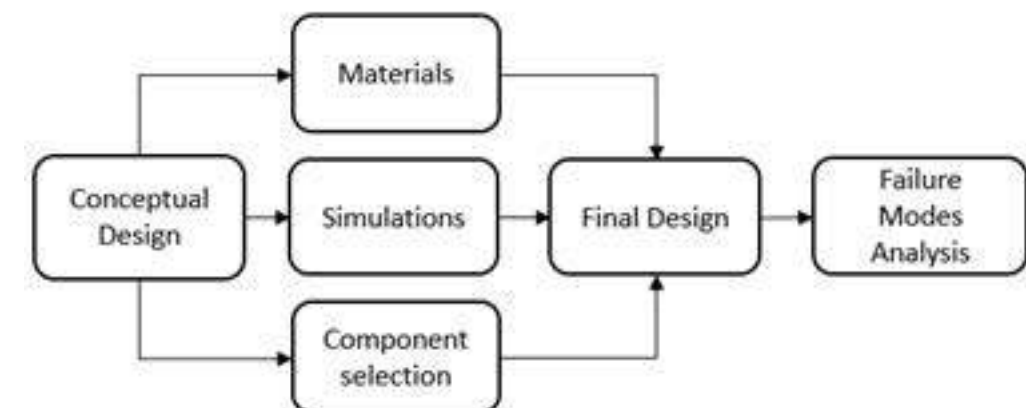 Materials
Conceptual
Design
Simulations
Final Design
Failure
Modes
Analysis
Component
selection